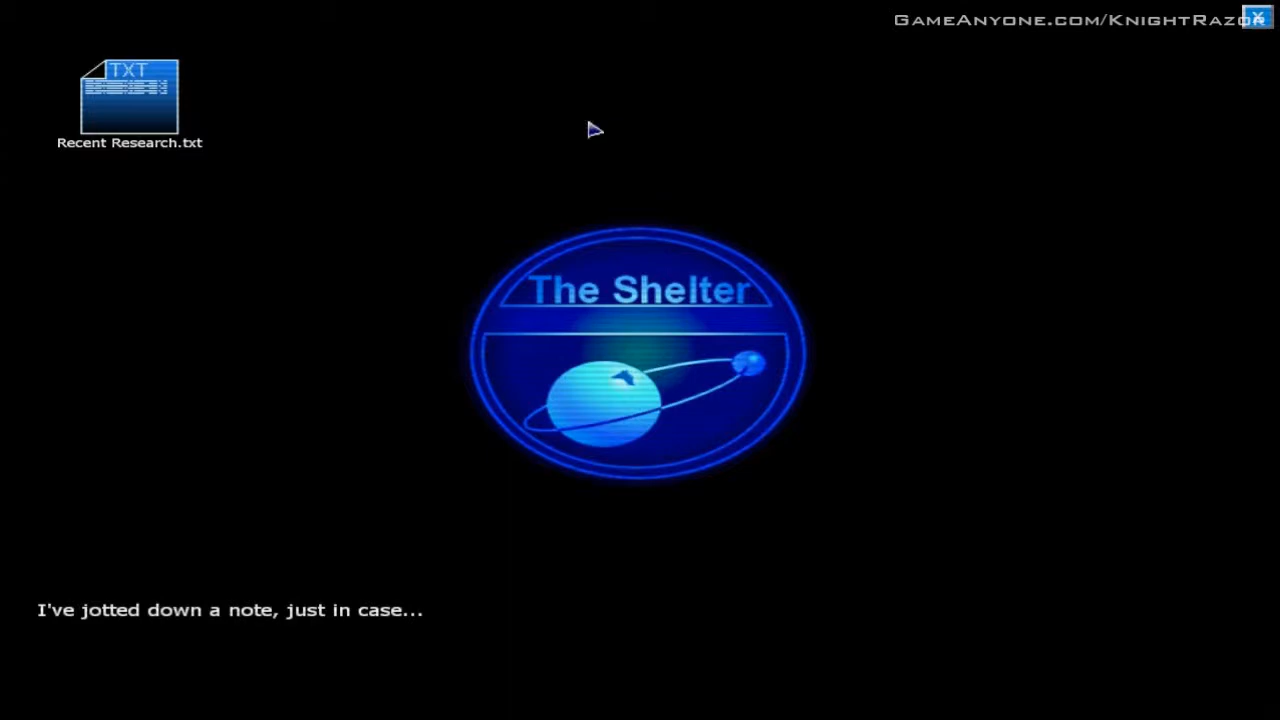 GameAnyone.com/KnightRazor
TXT
Recent Research.txt
The Shelter
I've jotted down a note, just in case...